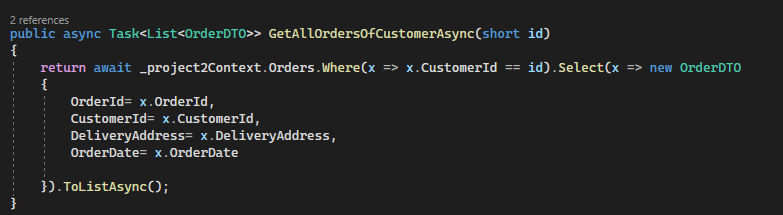 2 references
public async Task<List<OrderDTO>> GetAllOrdersOfCustomerAsync(short id)
{
    return await _project2Context.Orders.Where(x => x.CustomerId == id).Select(x => new OrderDTO
    {
        OrderId= x.OrderId,
        CustomerId= x.CustomerId,
        DeliveryAddress= x.DeliveryAddress,
        OrderDate= x.OrderDate
    }).ToListAsync();
}